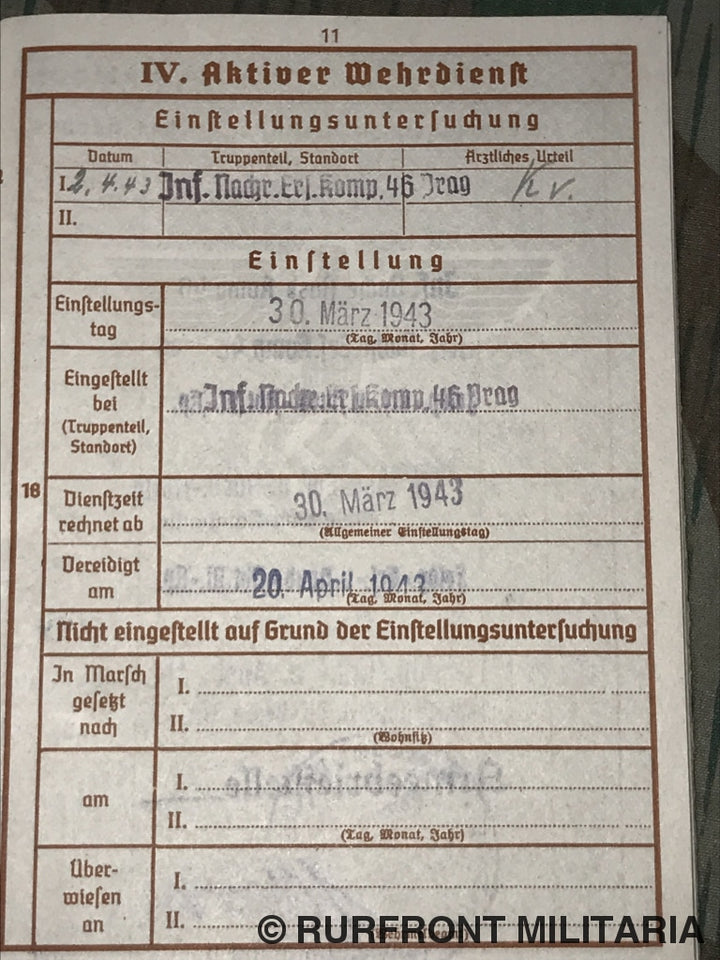 11
IV. Aktiver Wehrdienst
Einstellungsuntersuchung
Datum Truppenteil, Standort Ärztliches Urteil
I. 2. 4. 43 Inf. Nachr. Ers. Komp. 46 Prag Kv.
II.
Einstellung
Einstellungs-
tag
30. März 1943
(Tag, Monat, Jahr)
Eingestellt
bei
(Truppenteil,
Standort)
Inf. Nachr. Ers. Komp. 46 Prag
18
Dienstzeit
rechnet ab
30. März 1943
(Allgemeiner Einstellungstag)
Vereidigt
am
20. April 1943
(Tag, Monat, Jahr)
Nicht eingestellt auf Grund der Einstellungsuntersuchung
In Marsch
gesetzt
nach
I.
II.
(Wohnsitz)
am
I.
II.
(Tag, Monat, Jahr)
Über-
wiesen
an
I.
II.
© RURFRONT MILITARIA